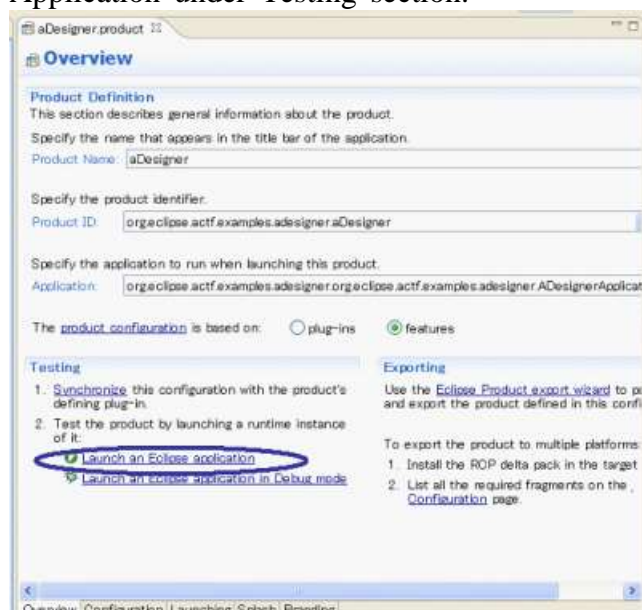 Application under Testing section.
aDesigner.product
Overview
Product Definition
This section describes general information about the product.
Specify the name that appears in the title bar of the application.
Product Name: aDesigner
Specify the product identifier.
Product ID: org.eclipse.actf.examples.adesigner.aDesigner
Specify the application to run when launching this product.
Application: org.eclipse.actf.examples.adesigner.org.eclipse.actf.examples.adesigner.ADesignerApplicat
The product configuration is based on: plug-ins features
Testing
1. Synchronize this configuration with the product's
defining plug-in.
2. Test the product by launching a runtime instance
of it:
Launch an Eclipse application
Launch an Eclipse application in Debug mode
Exporting
Use the Eclipse Product export wizard to p
and export the product defined in this confi
To export the product to multiple platforms
1. Install the RCP delta pack in the target
2. List all the required fragments on the
Configuration page.
Overview Configuration Launching Splash Branding